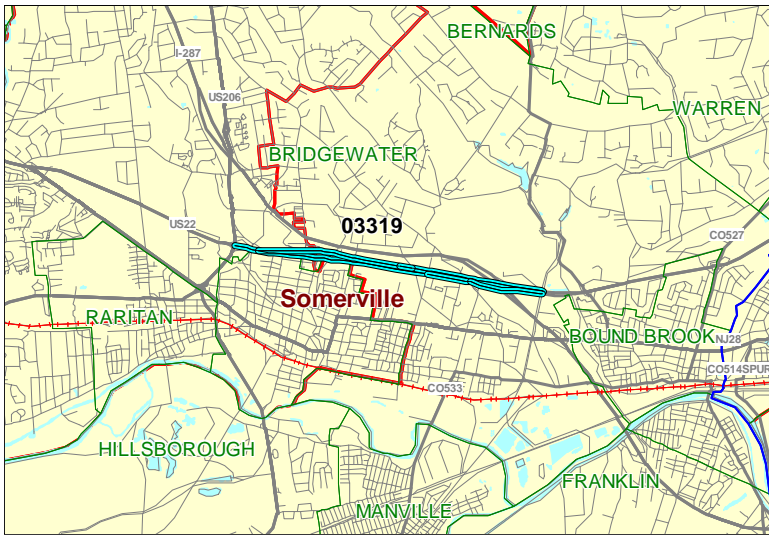 BERNARDS
I-287
US206
WARREN
BRIDGEWATER
US22
03319
CO527
Somerville
RARITAN
BOUND BROOK
NJ28
CO514SPUR
CO533
HILLSBOROUGH
FRANKLIN
MANVILLE